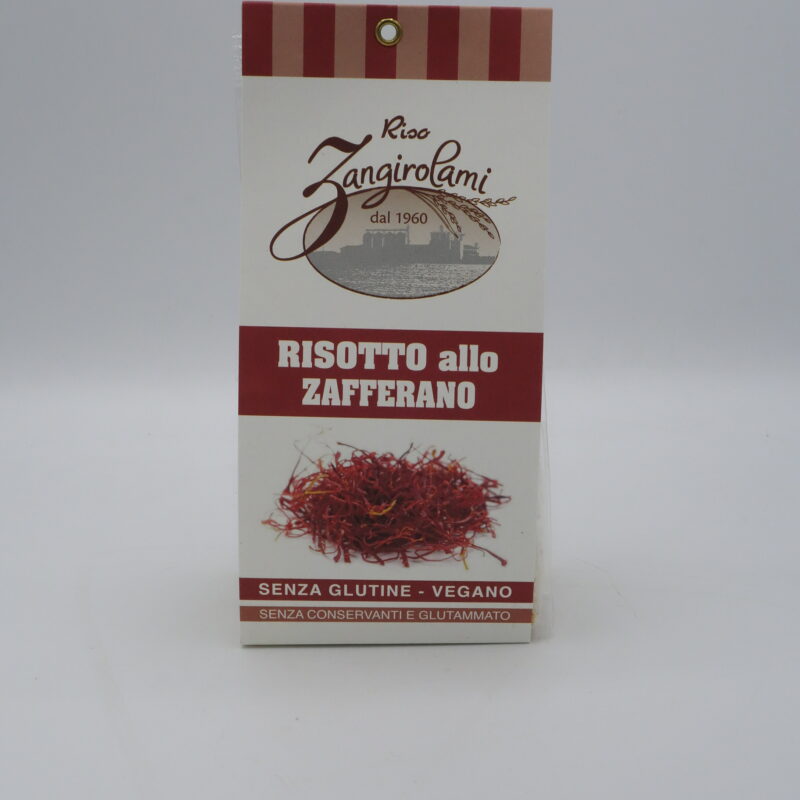 Riso
Zangirolami
dal 1960
RISOTTO allo
ZAFFERANO
SENZA GLUTINE - VEGANO
SENZA CONSERVANTI E GLUTAMMATO